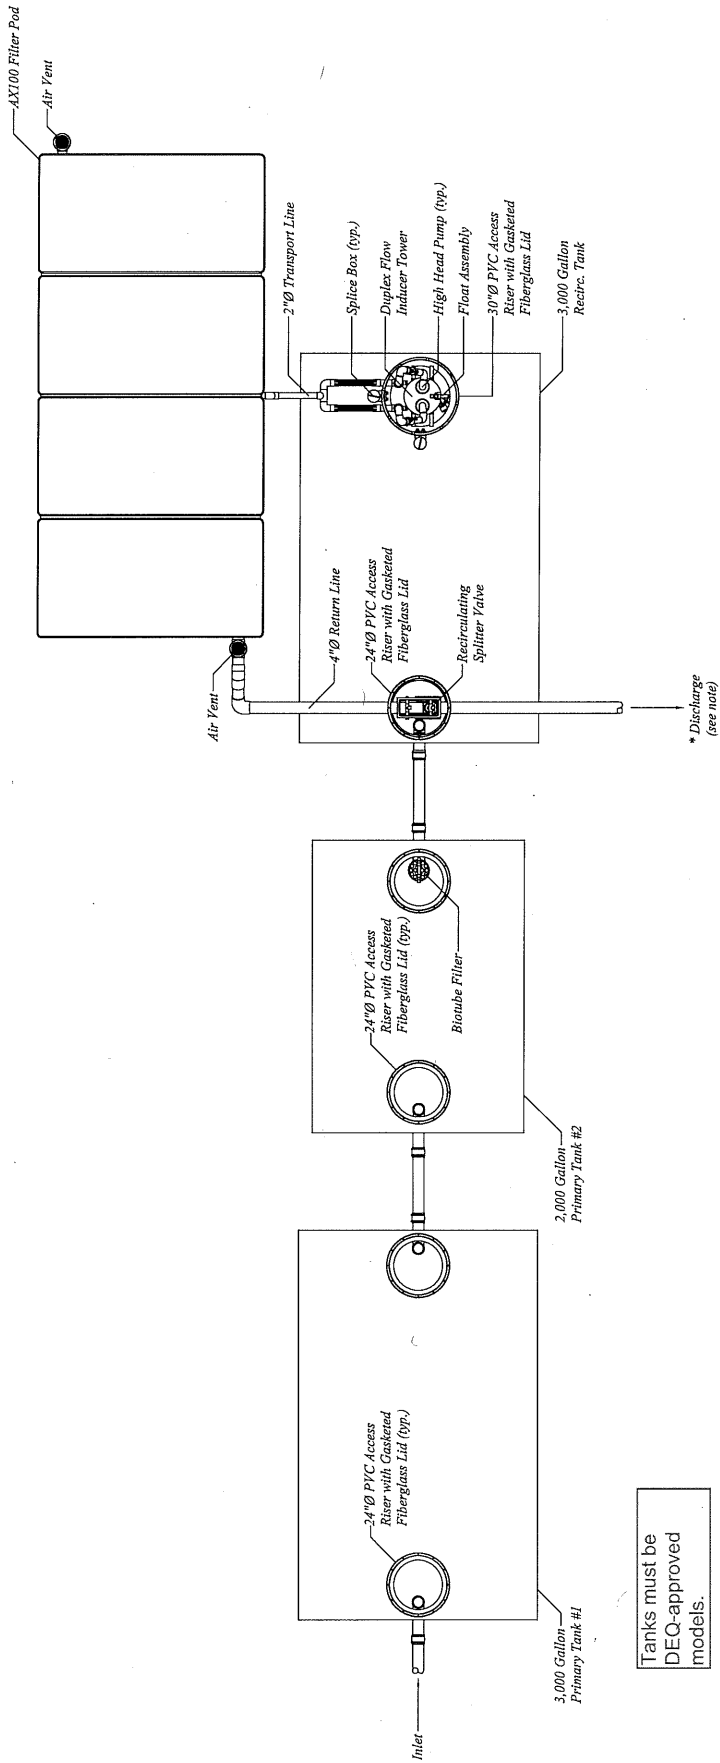 AX100 Filter Pod
Air Vent
2"Ø Transport Line
Splice Box (typ.)
Duplex Flow
Inducer Tower
High Head Pump (typ.)
Float Assembly
30"Ø PVC Access
Riser with Gasketed
Fiberglass Lid
3,000 Gallon
Recirc. Tank
Air Vent
4"Ø Return Line
24"Ø PVC Access
Riser with Gasketed
Fiberglass Lid
Recirculating
Splitter Valve
* Discharge
(see note)
24"Ø PVC Access
Riser with Gasketed
Fiberglass Lid (typ.)
Biotube Filter
2,000 Gallon
Primary Tank #2
24"Ø PVC Access
Riser with Gasketed
Fiberglass Lid (typ.)
3,000 Gallon
Primary Tank #1
Inlet
Tanks must be
DEQ-approved
models.